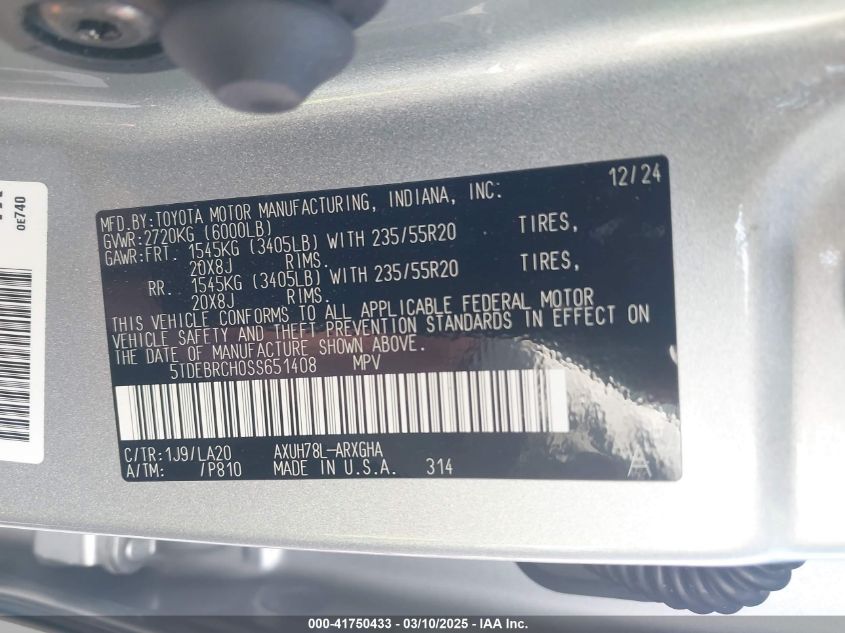 0E740
12/24
MFD.BY:TOYOTA MOTOR MANUFACTURING, INDIANA, INC.
GVWR:2720KG (6000LB)
GAWR:FRT. 1545KG (3405LB) WITH 235/55R20 TIRES,
20X8J RIMS.
RR. 1545KG (3405LB) WITH 235/55R20 TIRES,
20X8J RIMS.
THIS VEHICLE CONFORMS TO ALL APPLICABLE FEDERAL MOTOR
VEHICLE SAFETY AND THEFT PREVENTION STANDARDS IN EFFECT ON
THE DATE OF MANUFACTURE SHOWN ABOVE.
5TDEBRCH0SS651408 MPV
C/TR:1J9/LA20 AXUH78L-ARXGHA
A/TM: /P810 MADE IN U.S.A. 314
A
000-41750433 — 03/10/2025 — IAA Inc.